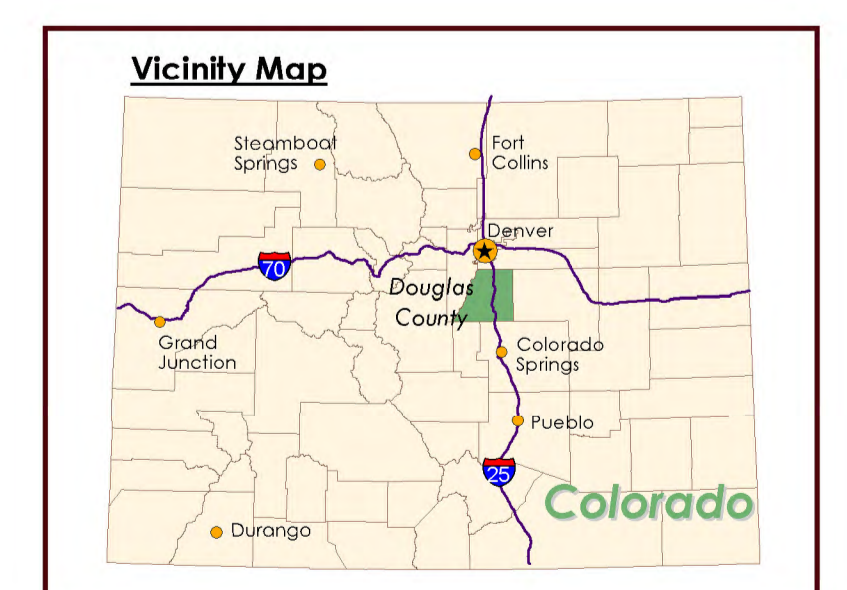 Vicinity Map
Steamboat
Springs
Fort
Collins
Denver
70
Douglas
County
Grand
Junction
Colorado
Springs
Pueblo
25
Colorado
Durango